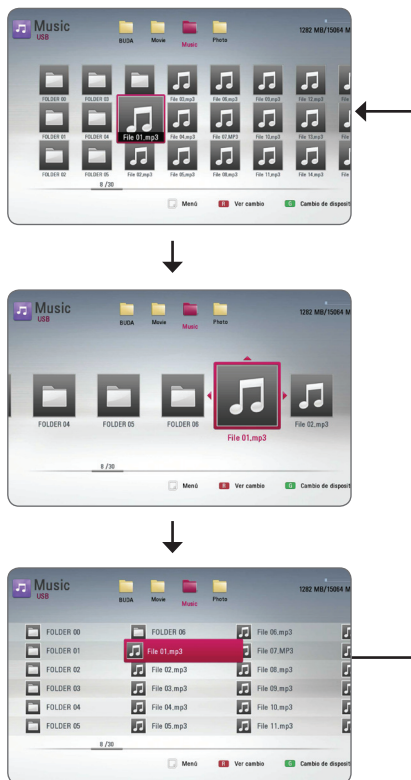 Music
USB
BUDA Movie Music Photo
1282 MB/15064 M
FOLDER 00 FOLDER 03 File 03.mp3 File 06.mp3 File 09.mp3 File 12.mp3 File
FOLDER 01 FOLDER 04 File 01.mp3 File 04.mp3 File 07.MP3 File 10.mp3 File 13.mp3 File
FOLDER 02 FOLDER 05 File 02.mp3 File 05.mp3 File 08.mp3 File 11.mp3 File 14.mp3 File
8 /30
Menú R Ver cambio G Cambio de disposit
Music
USB
BUDA Movie Music Photo
1282 MB/15064 M
FOLDER 04 FOLDER 05 FOLDER 06 File 01.mp3 File 02.mp3
8 /30
Menú R Ver cambio G Cambio de disposit
Music
USB
BUDA Movie Music Photo
1282 MB/15064 M
FOLDER 00 FOLDER 06 File 06.mp3
FOLDER 01 File 01.mp3 File 07.MP3
FOLDER 02 File 02.mp3 File 08.mp3
FOLDER 03 File 03.mp3 File 09.mp3
FOLDER 04 File 04.mp3 File 10.mp3
FOLDER 05 File 05.mp3 File 11.mp3
8 /30
Menú R Ver cambio G Cambio de disposit